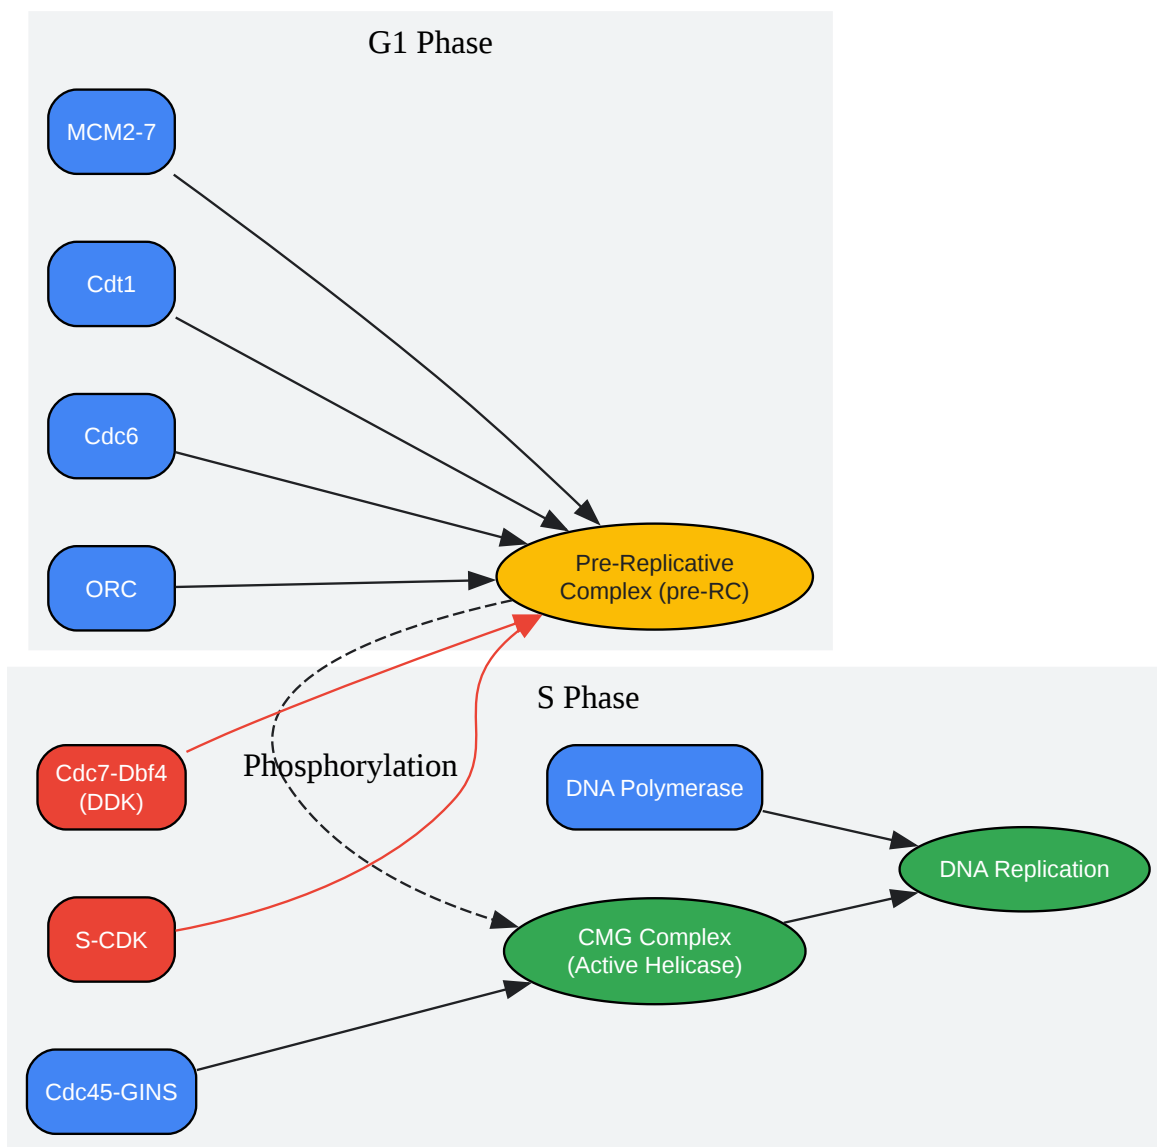 G1 Phase
MCM2-7
Cdt1
Cdc6
ORC
Pre-Replicative
Complex (pre-RC)
S Phase
Cdc7-Dbf4
(DDK)
Phosphorylation
DNA Polymerase
DNA Replication
S-CDK
CMG Complex
(Active Helicase)
Cdc45-GINS